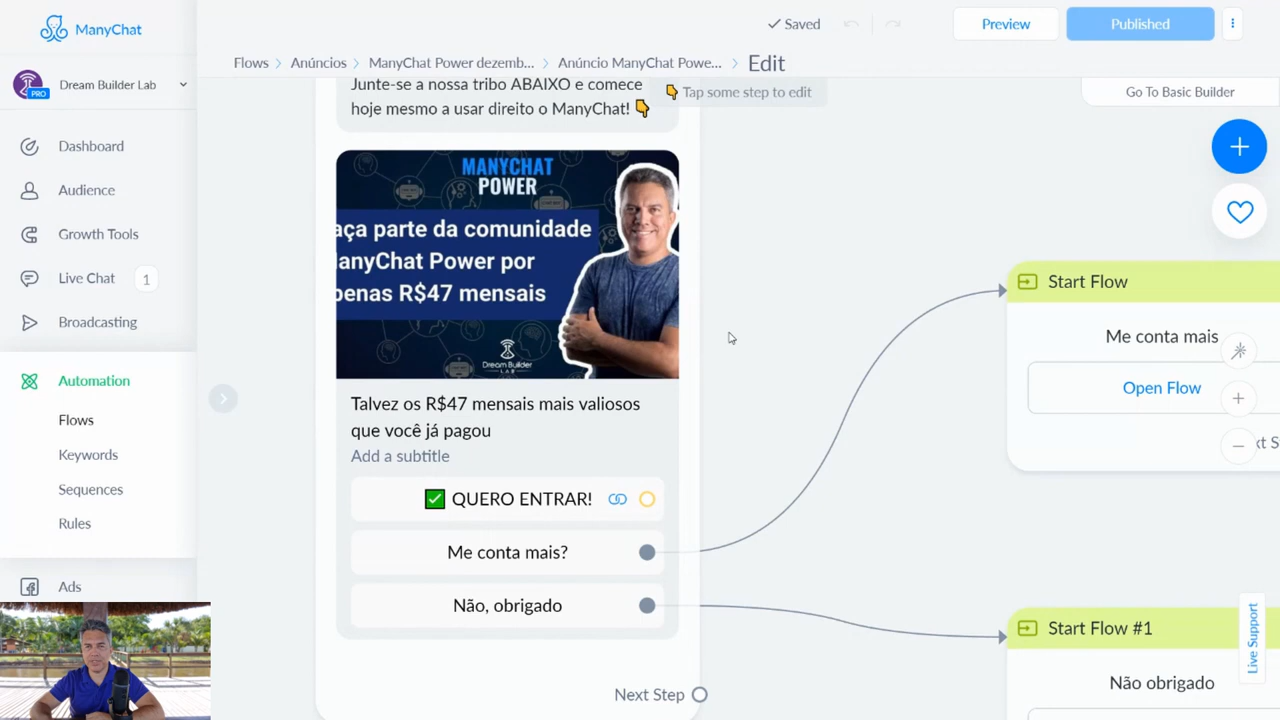 ManyChat
Saved
Preview
Published
Flows
Anúncios
ManyChat Power dezemb...
Anúncio ManyChat Powe...
Edit
Dream Builder Lab
PRO
Junte-se a nossa tribo ABAIXO e comece
hoje mesmo a usar direito o ManyChat! 👇
👇 Tap some step to edit
Go To Basic Builder
Dashboard
Audience
Growth Tools
Live Chat 1
Broadcasting
Automation
Flows
Keywords
Sequences
Rules
Ads
MANYCHAT
POWER
aça parte da comunidade
lanyChat Power por
penas R$47 mensais
Dream Builder
LAB
Talvez os R$47 mensais mais valiosos
que você já pagou
Add a subtitle
✅ QUERO ENTRAR!
Me conta mais?
Não, obrigado
Next Step
Start Flow
Me conta mais
Open Flow
xt S
Start Flow #1
Não obrigado
Live Support